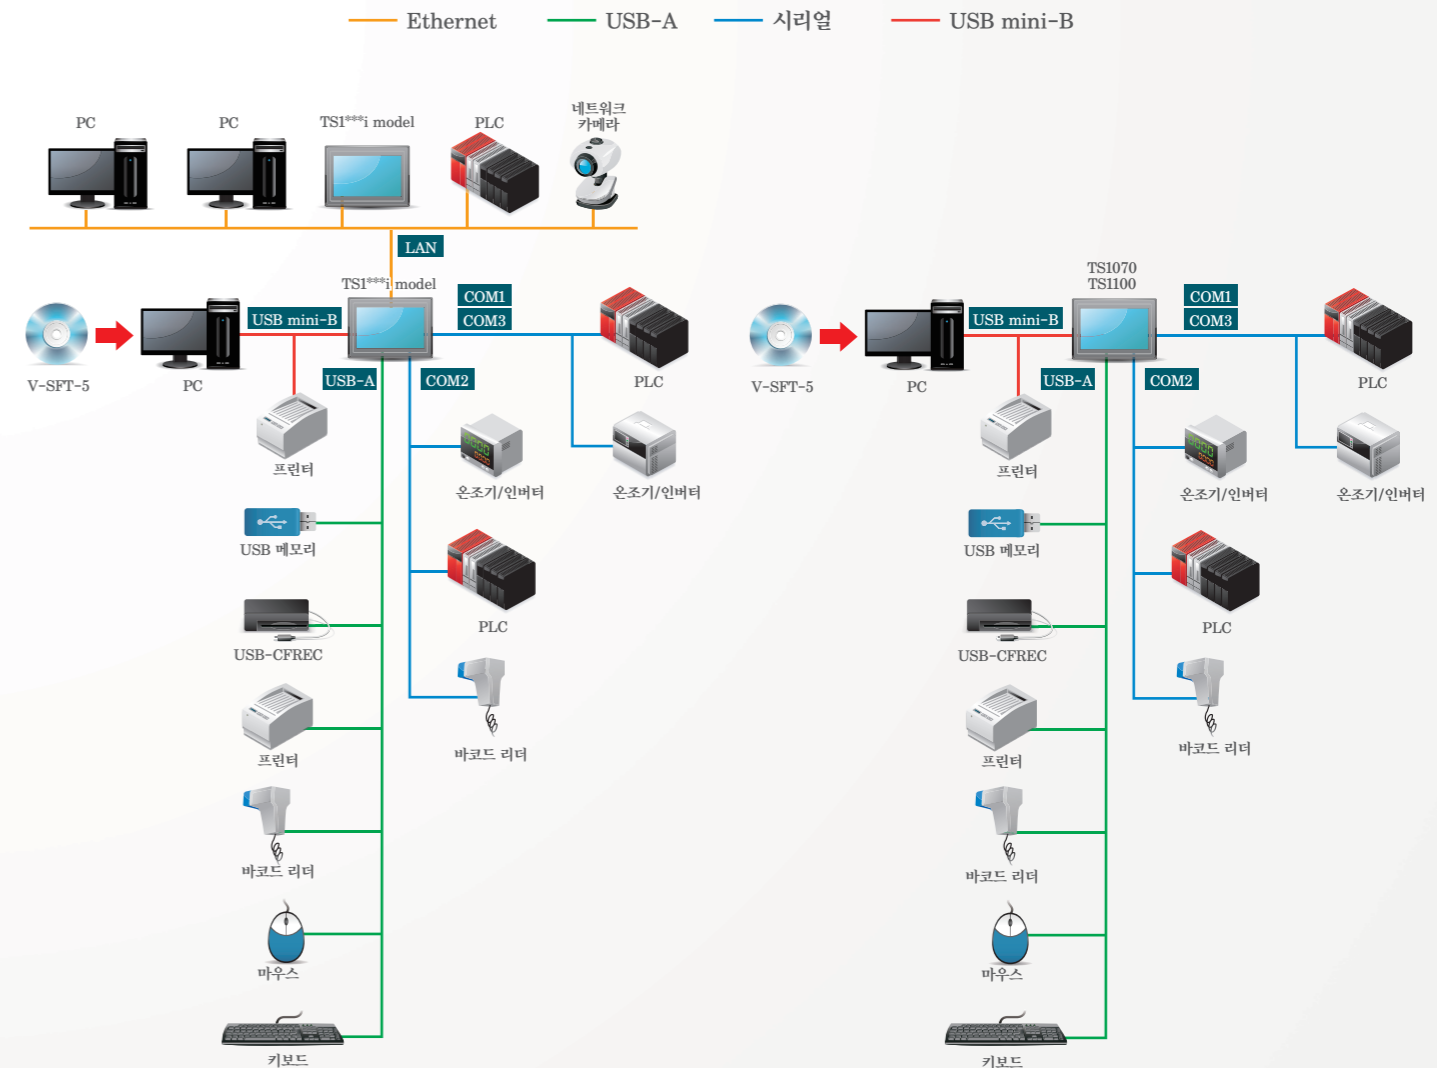 Ethernet
USB-A
시리얼
USB mini-B
PC
PC
TS1***i model
PLC
네트워크
카메라
LAN
TS1***i model
COM1
COM3
USB mini-B
V-SFT-5
PC
USB-A
COM2
PLC
프린터
온조기/인버터
온조기/인버터
USB 메모리
PLC
USB-CFREC
프린터
바코드 리더
바코드 리더
마우스
키보드
TS1070
TS1100
COM1
COM3
USB mini-B
V-SFT-5
PC
USB-A
COM2
PLC
프린터
온조기/인버터
온조기/인버터
USB 메모리
PLC
USB-CFREC
프린터
바코드 리더
바코드 리더
마우스
키보드